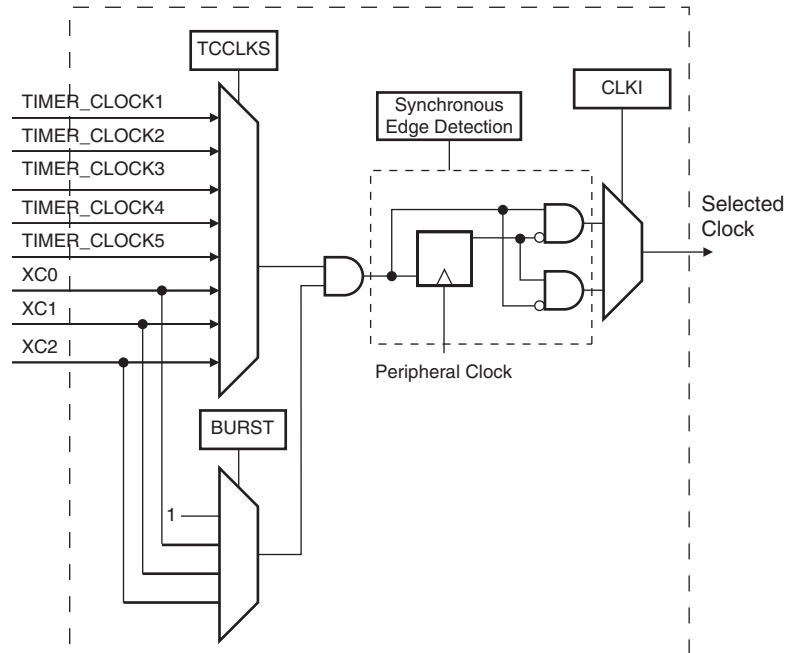 TCCLKS
TIMER_CLOCK1
TIMER_CLOCK2
TIMER_CLOCK3
TIMER_CLOCK4
TIMER_CLOCK5
XC0
XC1
XC2
Synchronous
Edge Detection
CLKI
Selected
Clock
Peripheral Clock
BURST
1